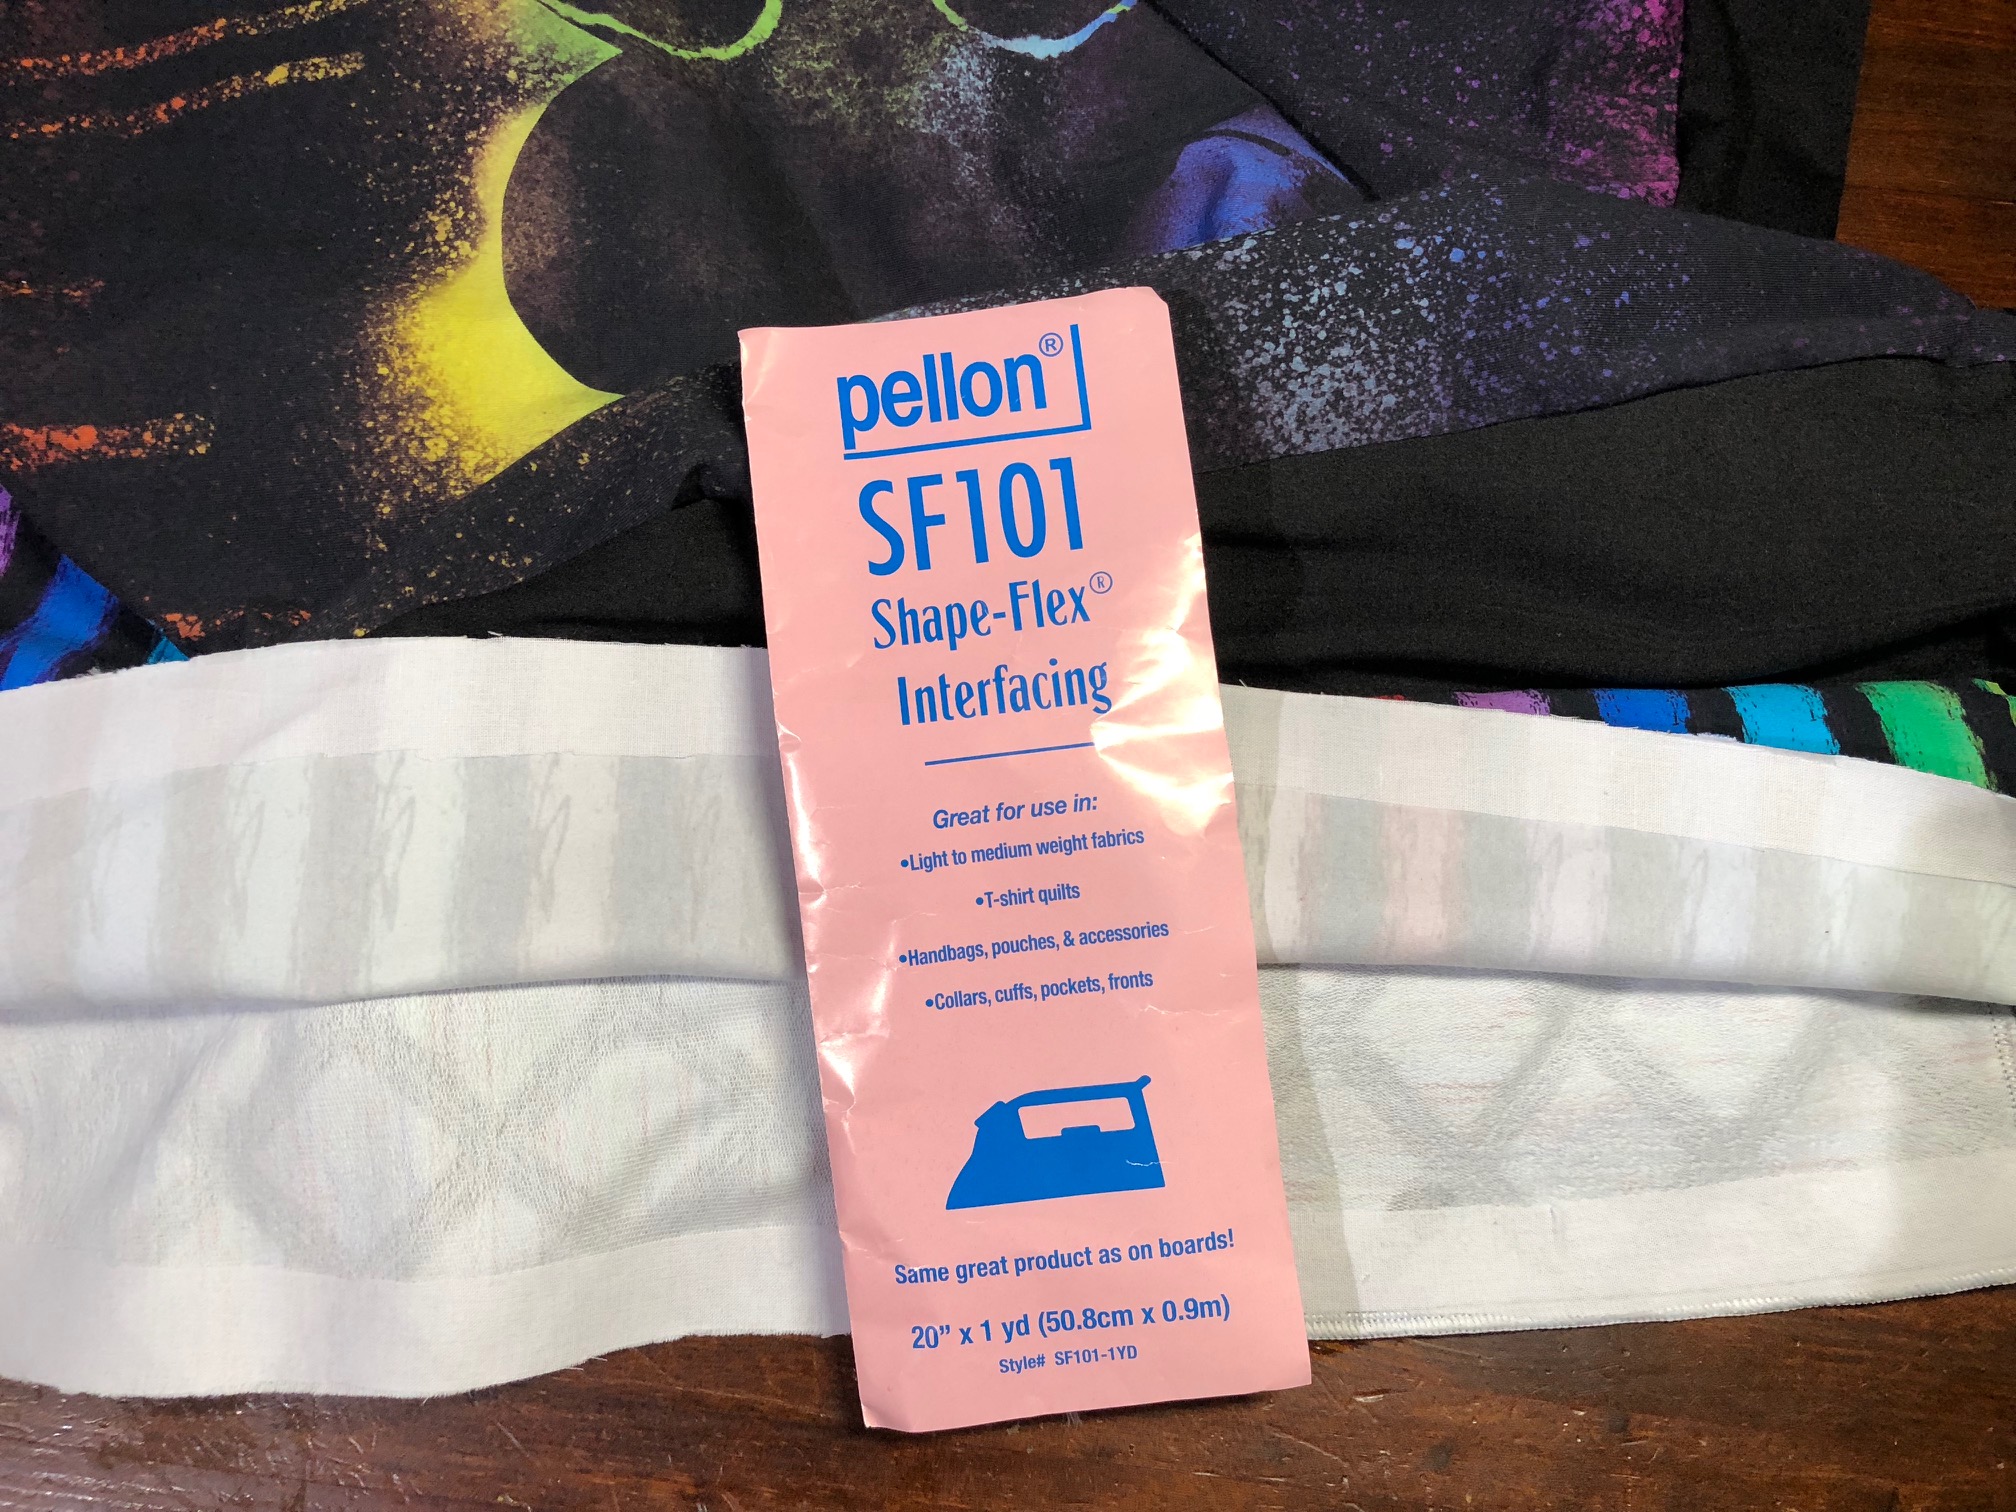 pellon®
SF101
Shape-Flex®
Interfacing
Great for use in:
•Light to medium weight fabrics
•T-shirt quilts
•Handbags, pouches, & accessories
•Collars, cuffs, pockets, fronts
Same great product as on boards!
20” x 1 yd (50.8cm x 0.9m)
Style# SF101-1YD